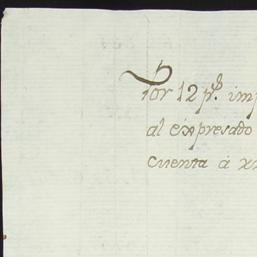 Por 12 ps. imp
al expresado
cuenta á x